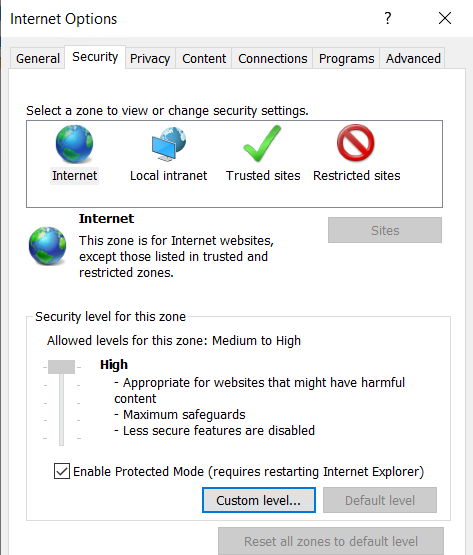 Internet Options ? ×
General Security Privacy Content Connections Programs Advanced
Select a zone to view or change security settings.
Internet Local intranet Trusted sites Restricted sites
Internet
Sites
This zone is for Internet websites,
except those listed in trusted and
restricted zones.
Security level for this zone
Allowed levels for this zone: Medium to High
High
- Appropriate for websites that might have harmful
content
- Maximum safeguards
- Less secure features are disabled
Enable Protected Mode (requires restarting Internet Explorer)
Custom level... Default level
Reset all zones to default level